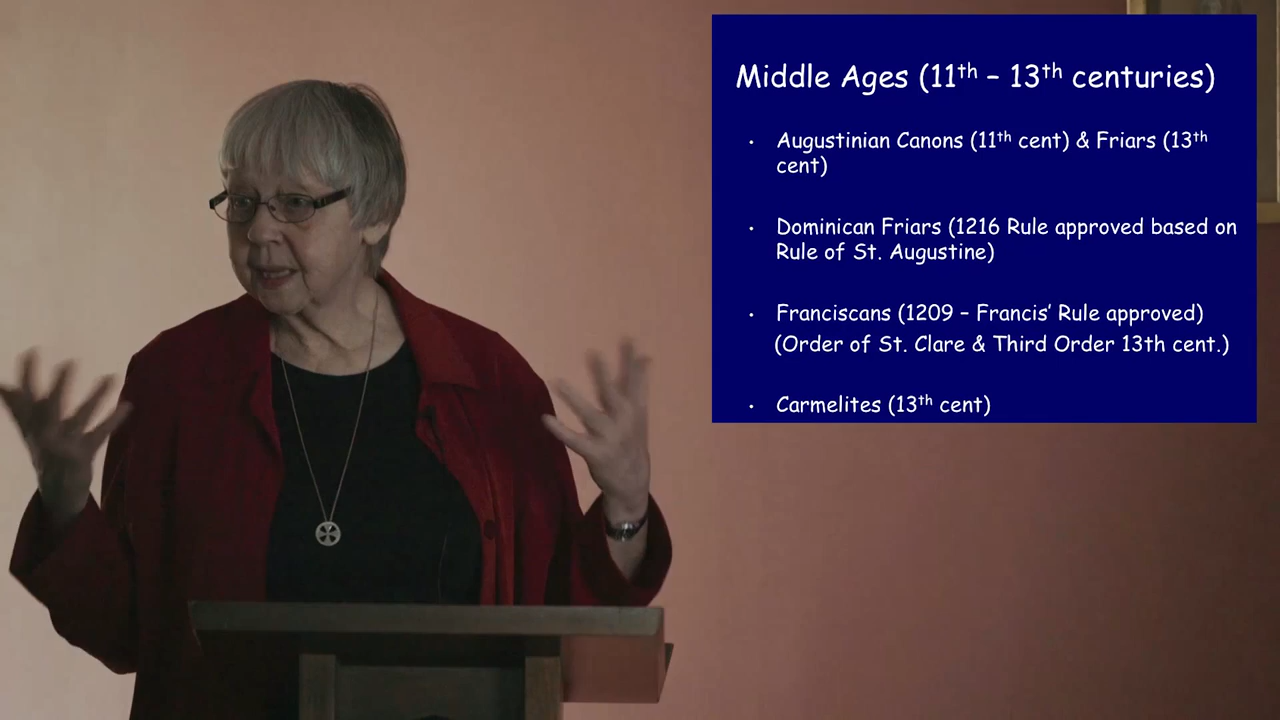 Middle Ages (11th – 13th centuries)
• Augustinian Canons (11th cent) & Friars (13th
cent)
• Dominican Friars (1216 Rule approved based on
Rule of St. Augustine)
• Franciscans (1209 – Francis’ Rule approved)
(Order of St. Clare & Third Order 13th cent.)
• Carmelites (13th cent)